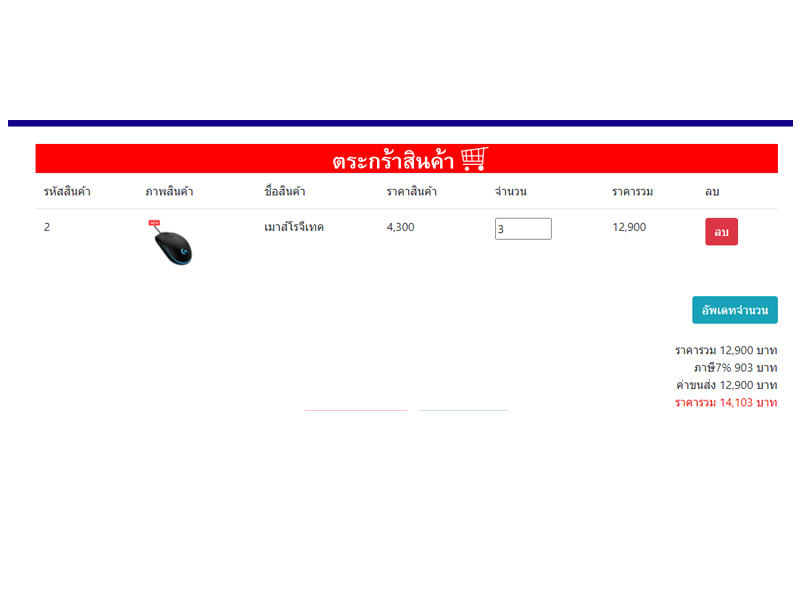 ตระกร้าสินค้า
รหัสสินค้า ภาพสินค้า ชื่อสินค้า ราคาสินค้า จำนวน ราคารวม ลบ
2 เมาส์โรจีเทค 4,300 3 12,900 ลบ
อัพเดทจำนวน
ราคารวม 12,900 บาท
ภาษี7% 903 บาท
ค่าขนส่ง 12,900 บาท
ราคารวม 14,103 บาท